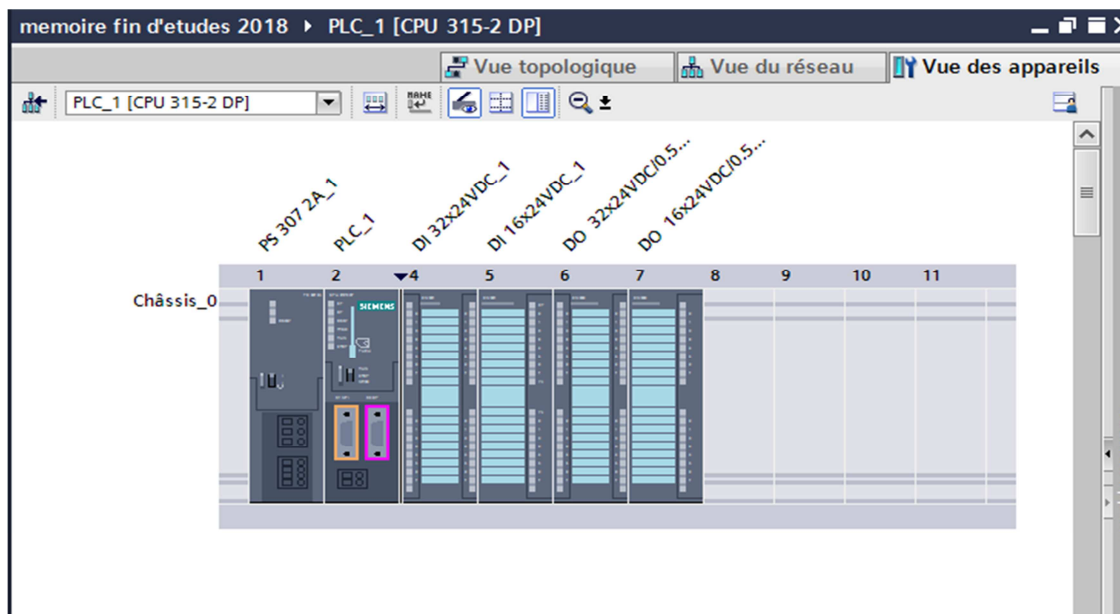 memoire fin d'etudes 2018 ▸ PLC_1 [CPU 315-2 DP]
Vue topologique Vue du réseau Vue des appareils
PLC_1 [CPU 315-2 DP]
PS 307 2A_1
PLC_1
DI 32x24VDC_1
DI 16x24VDC_1
DO 32x24VDC/0.5...
DO 16x24VDC/0.5...
1 2 4 5 6 7 8 9 10 11
Châssis_0
SIEMENS